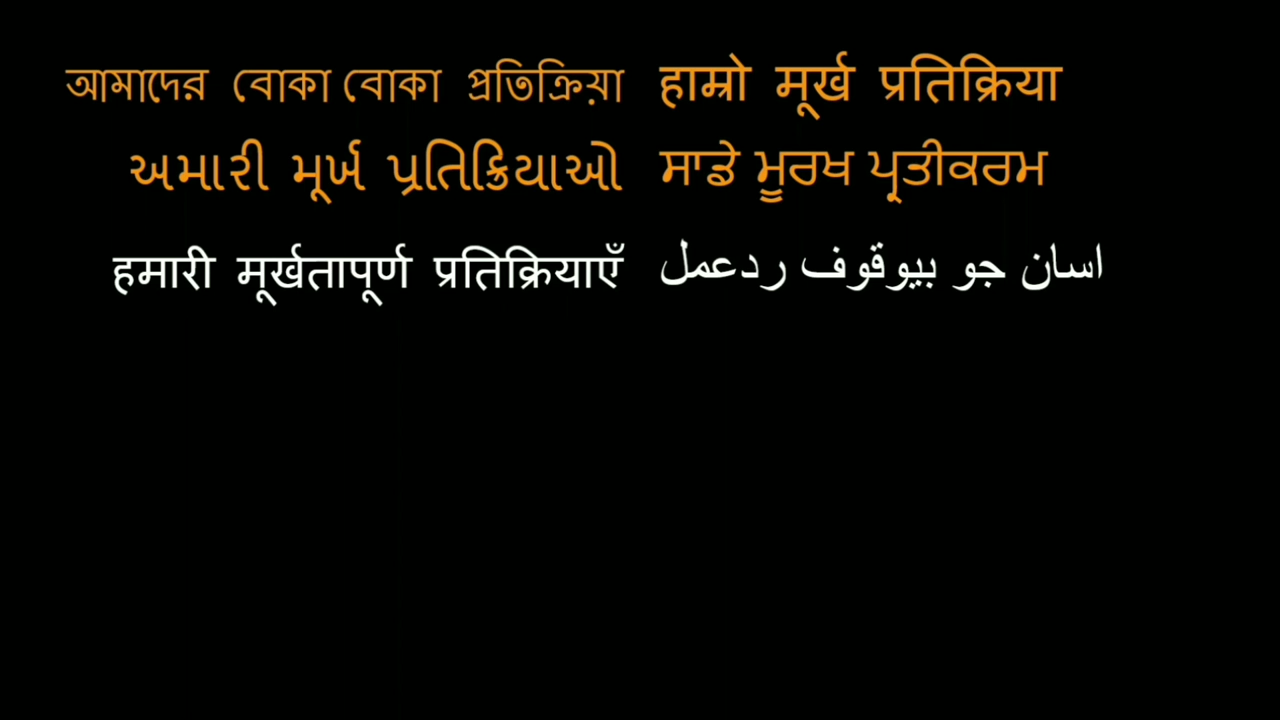 আমাদের বোকা বোকা প্রতিক্রিয়া हाम्रो मूर्ख प्रतिक्रिया
અમારી મૂર્ખ પ્રતિક્રિયાઓ ਸਾਡੇ ਮੂਰਖ ਪ੍ਰਤੀਕਰਮ
हमारी मूर्खतापूर्ण प्रतिक्रियाएँ اسان جو بيوقوف ردعمل